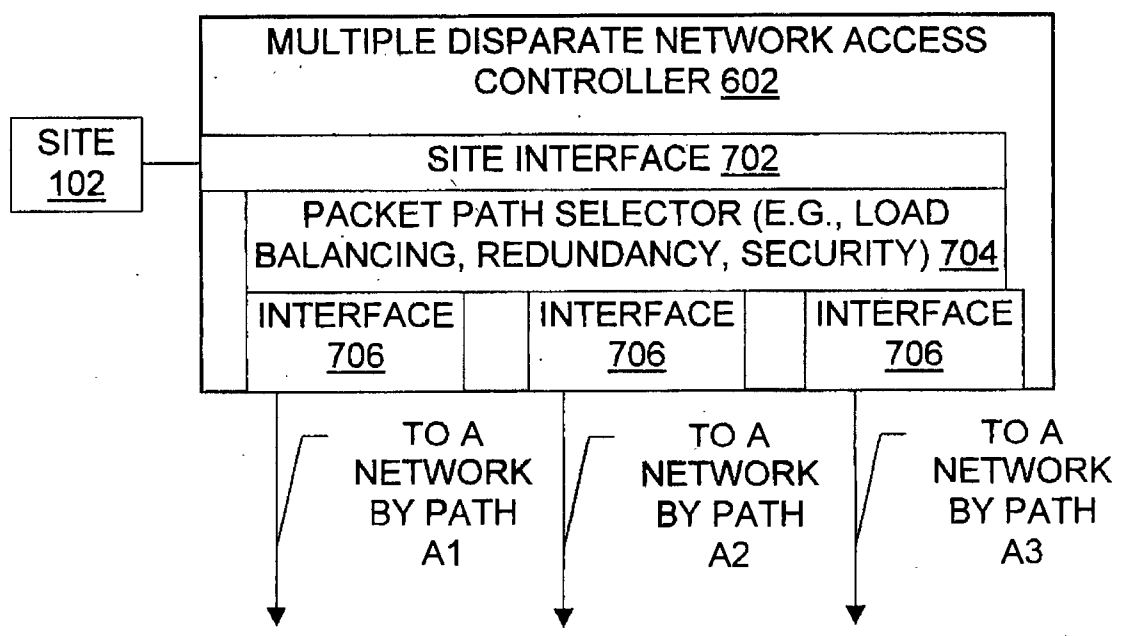 MULTIPLE DISPARATE NETWORK ACCESS
CONTROLLER 602
SITE
102
SITE INTERFACE 702
PACKET PATH SELECTOR (E.G., LOAD
BALANCING, REDUNDANCY, SECURITY) 704
INTERFACE
706
INTERFACE
706
INTERFACE
706
TO A
NETWORK
BY PATH
A1
TO A
NETWORK
BY PATH
A2
TO A
NETWORK
BY PATH
A3